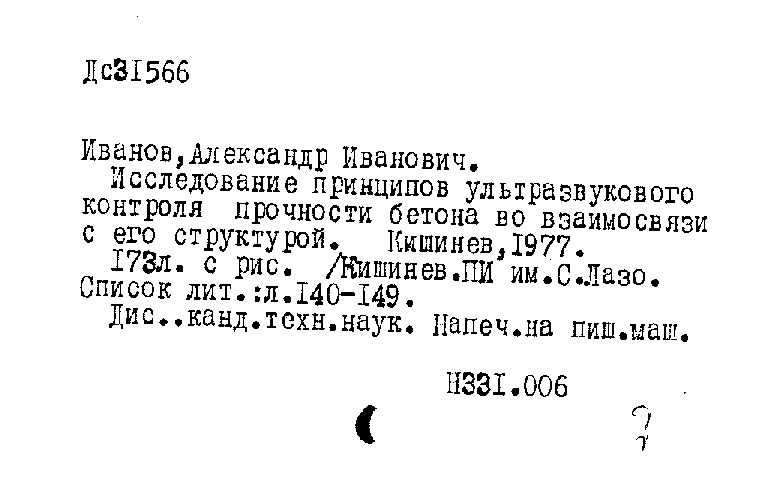 Дс31566
Иванов,Александр Иванович.
Исследование принципов ультразвукового
контроля прочности бетона во взаимосвязи
с его структурой. Кишинев,1977.
173л. с рис. /Кишинев.ПИ им.С.Лазо.
Список лит.:л.140-149.
Дис..канд.техн.наук. Напеч.на пиш.маш.
Н331.006